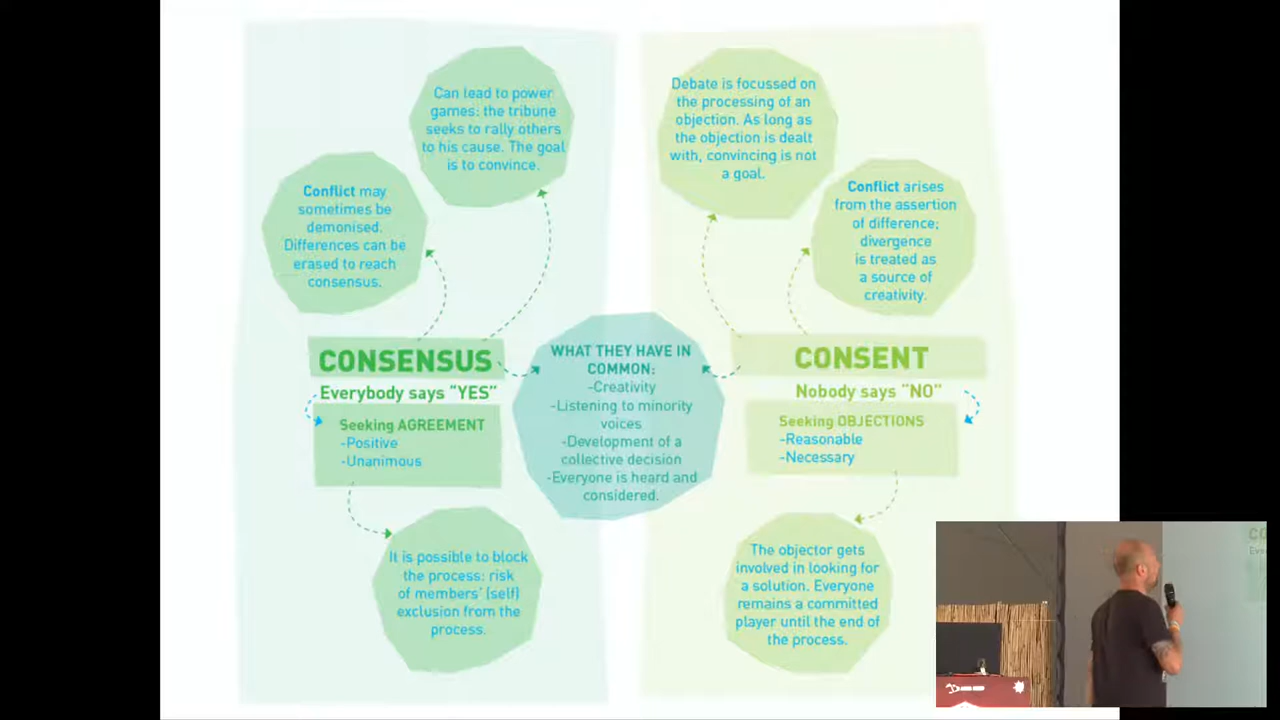 Can lead to power
games: the tribune
seeks to rally others
to his cause. The goal
is to convince.
Conflict may
sometimes be
demonised.
Differences can be
erased to reach
consensus.
Debate is focussed on
the processing of an
objection. As long as
the objection is dealt
with, convincing is not
a goal.
Conflict arises
from the assertion
of difference;
divergence
is treated as
a source of
creativity.
CONSENSUS
Everybody says “YES”
Seeking AGREEMENT
-Positive
-Unanimous
WHAT THEY HAVE IN
COMMON:
-Creativity
-Listening to minority
voices
-Development of a
collective decision
-Everyone is heard and
considered.
CONSENT
Nobody says “NO”
Seeking OBJECTIONS
-Reasonable
-Necessary
It is possible to block
the process: risk
of members’ (self)
exclusion from the
process.
The objector gets
involved in looking for
a solution. Everyone
remains a committed
player until the end of
the process.